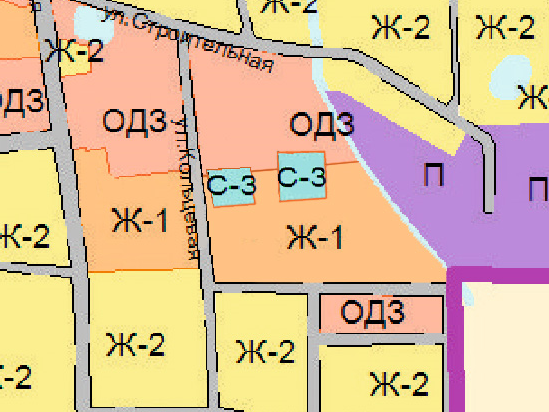 Ж-2
ул. Строительная
Ж-2
Ж-2
Ж-2
Ж
ОДЗ
ОДЗ
ОДЗ
ул. Кольцевая
С-3
С-3
П
П
Ж-1
Ж-1
Ж-2
ОДЗ
Ж-2
Ж-2
Ж-2
-2